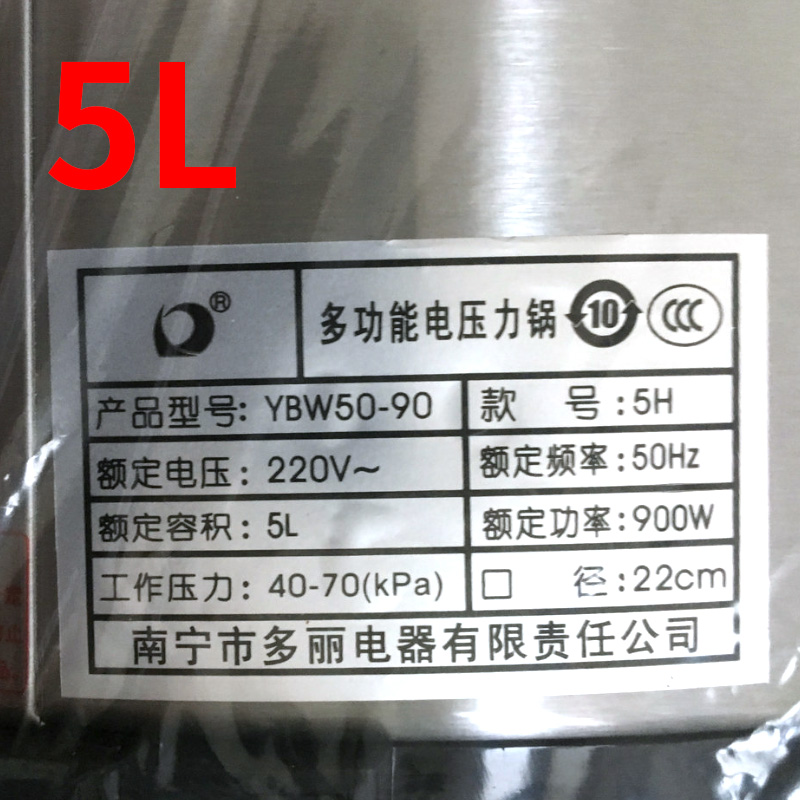 5L
® 多功能电压力锅 10 CCC
产品型号: YBW50-90 款 号:5H
额定电压: 220V~ 额定频率:50Hz
额定容积: 5L 额定功率:900W
工作压力: 40-70(kPa) 口 径:22cm
南宁市多丽电器有限责任公司